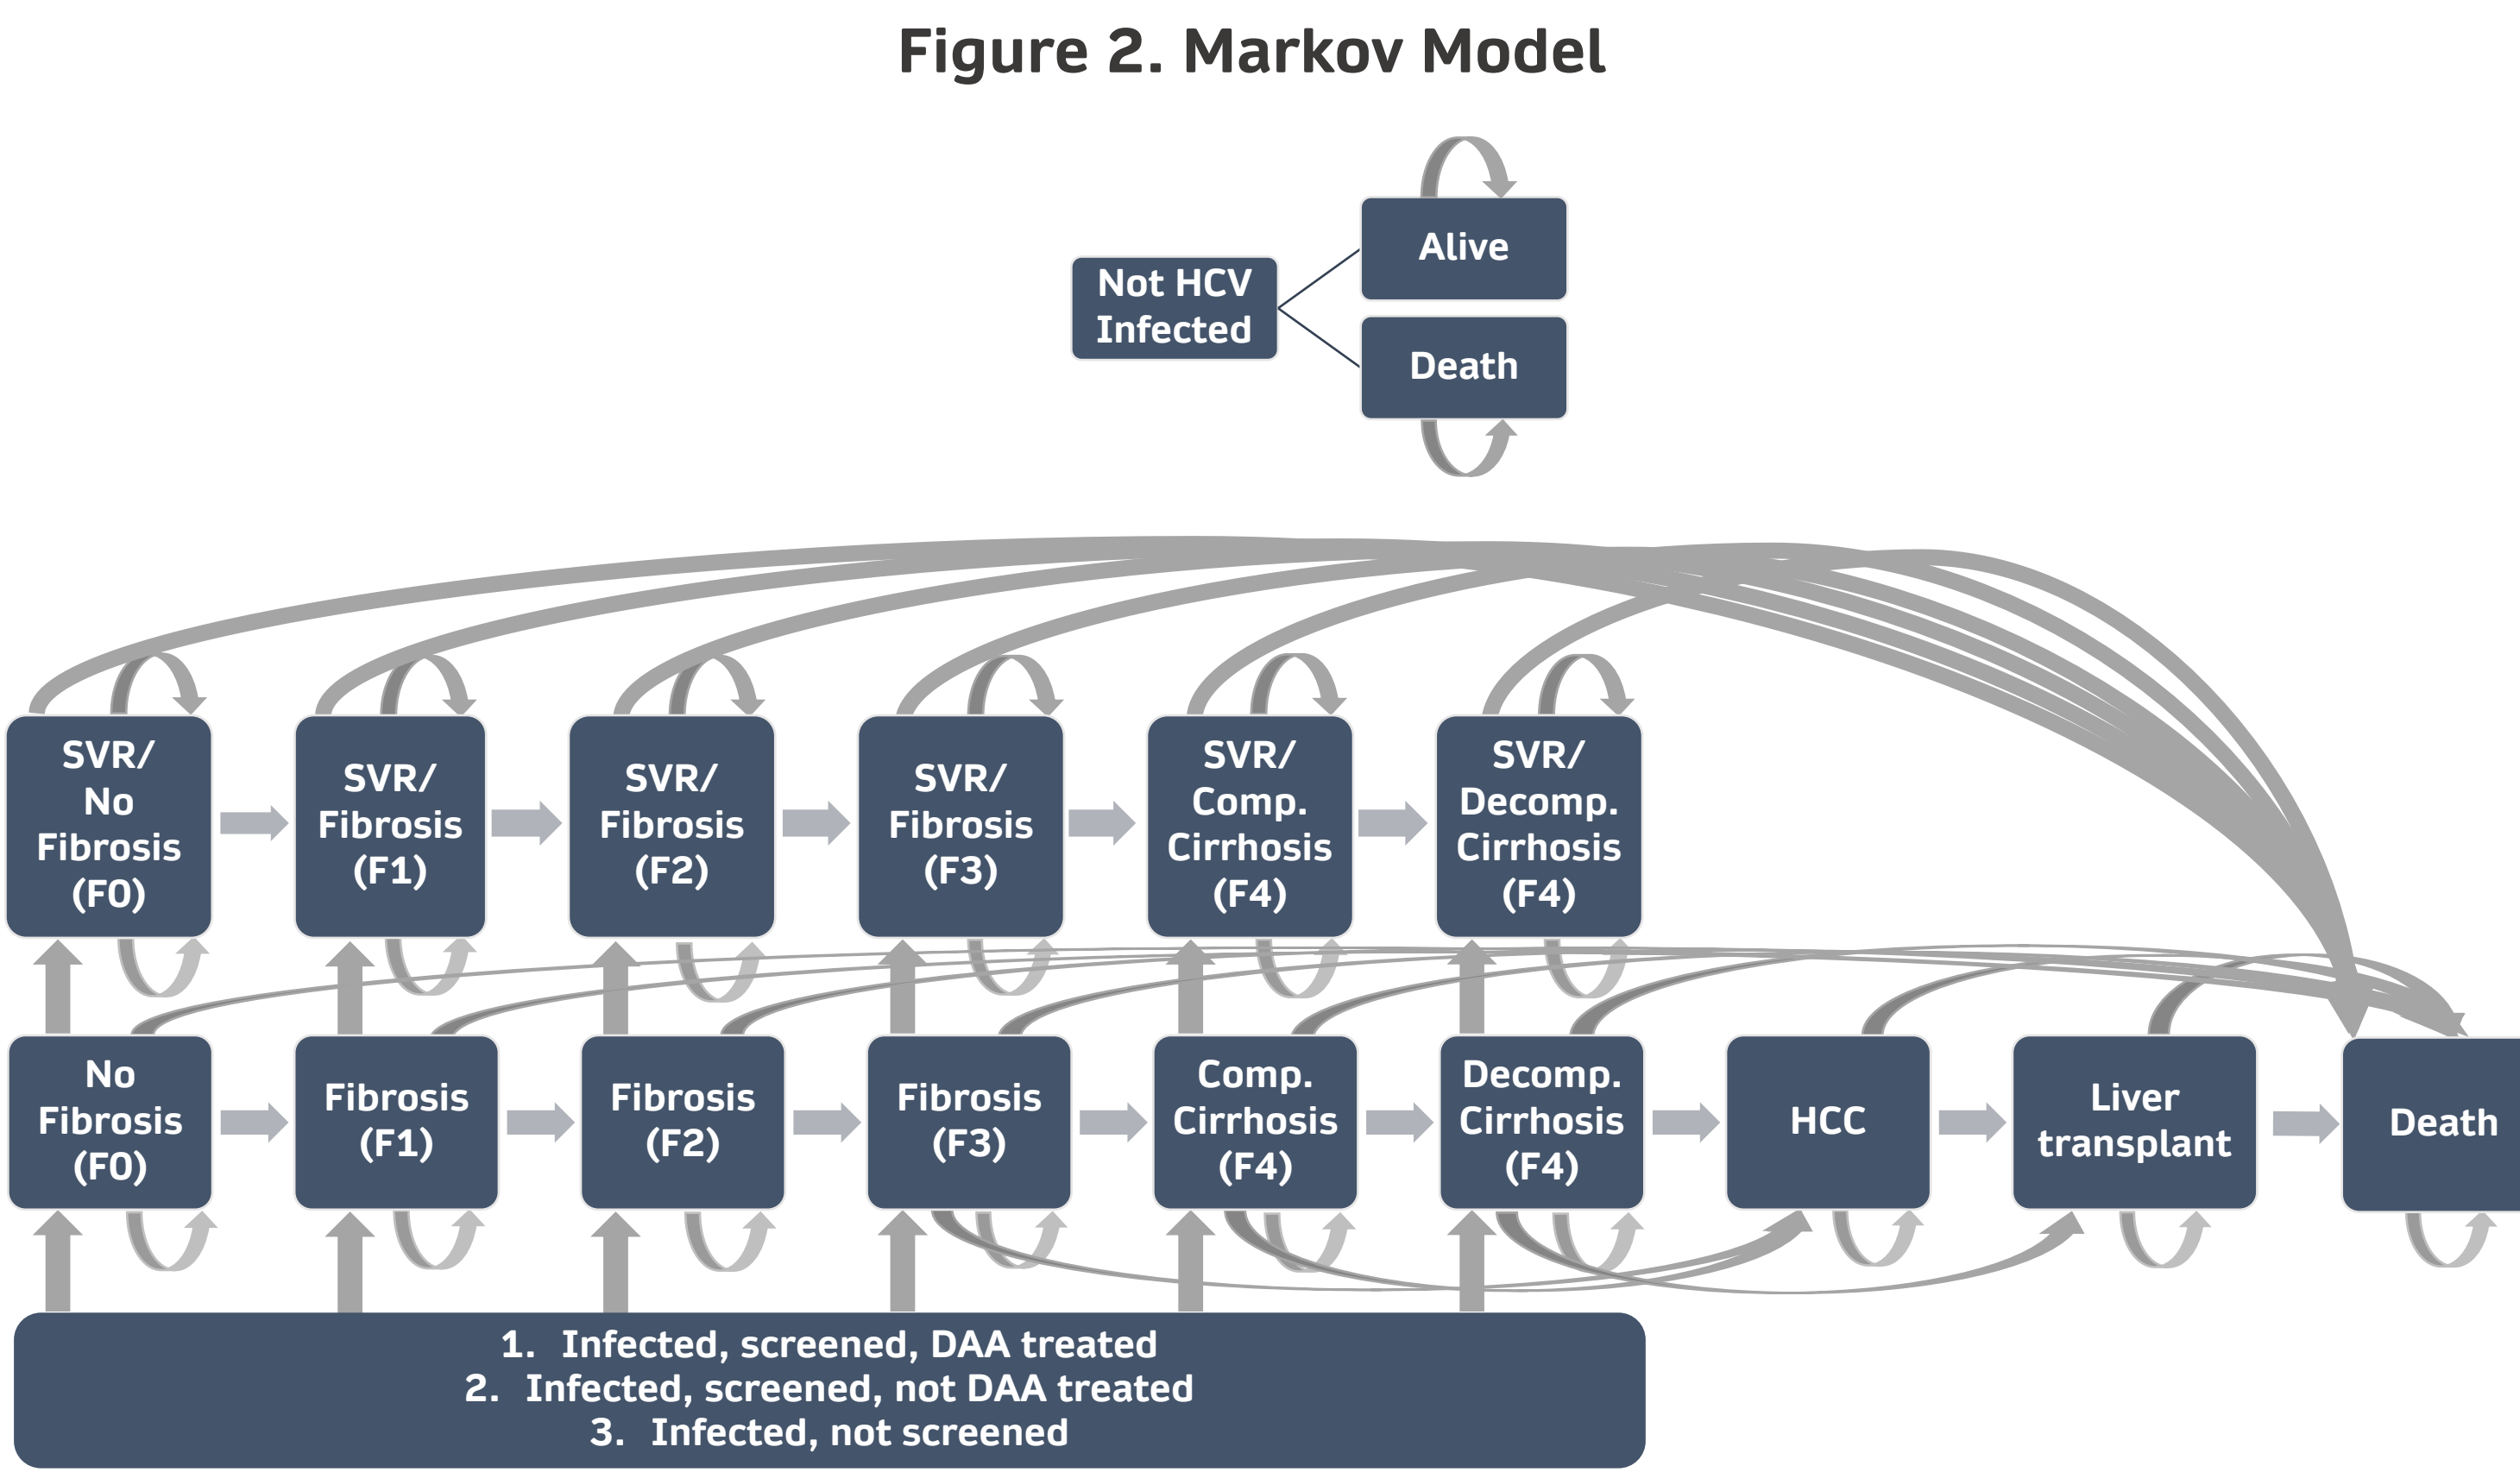 Figure 2. Markov Model
Alive
Not HCV
Infected
Death
SVR/
No
Fibrosis
(F0)
SVR/
Fibrosis
(F1)
SVR/
Fibrosis
(F2)
SVR/
Fibrosis
(F3)
SVR/
Comp.
Cirrhosis
(F4)
SVR/
Decomp.
Cirrhosis
(F4)
No
Fibrosis
(F0)
Fibrosis
(F1)
Fibrosis
(F2)
Fibrosis
(F3)
Comp.
Cirrhosis
(F4)
Decomp.
Cirrhosis
(F4)
HCC
Liver
transplant
Death
1. Infected, screened, DAA treated
2. Infected, screened, not DAA treated
3. Infected, not screened